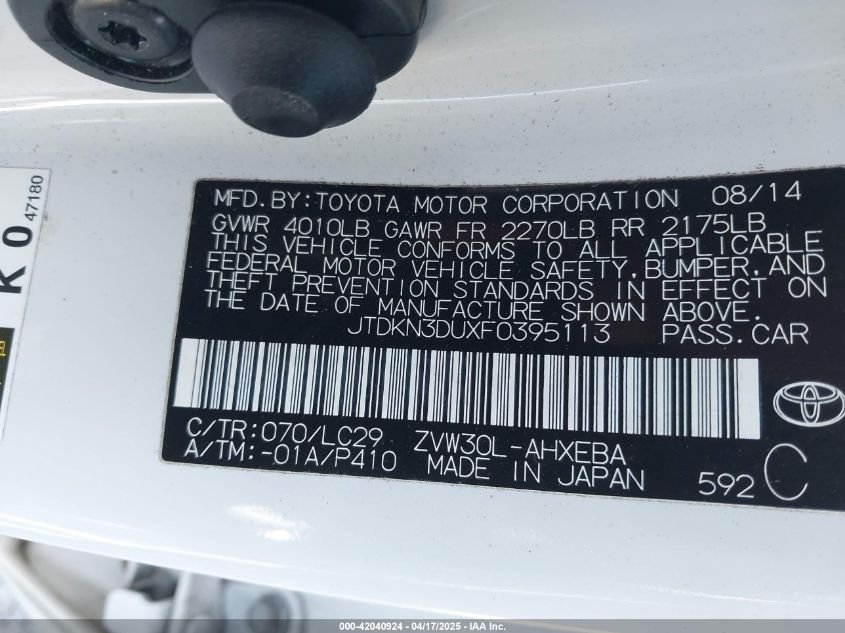 MFD.BY:TOYOTA MOTOR CORPORATION 08/14
GVWR 4010LB GAWR FR 2270LB RR 2175LB
THIS VEHICLE CONFORMS TO ALL APPLICABLE
FEDERAL MOTOR VEHICLE SAFETY,BUMPER,AND
THEFT PREVENTION STANDARDS IN EFFECT ON
THE DATE OF MANUFACTURE SHOWN ABOVE.
JTDKN3DUXF0395113 PASS.CAR
C/TR:070/LC29 ZVW30L-AHXEBA
A/TM:-01A/P410 MADE IN JAPAN 592 C
K 0 47180
000-42040924 - 04/17/2025 - IAA Inc.